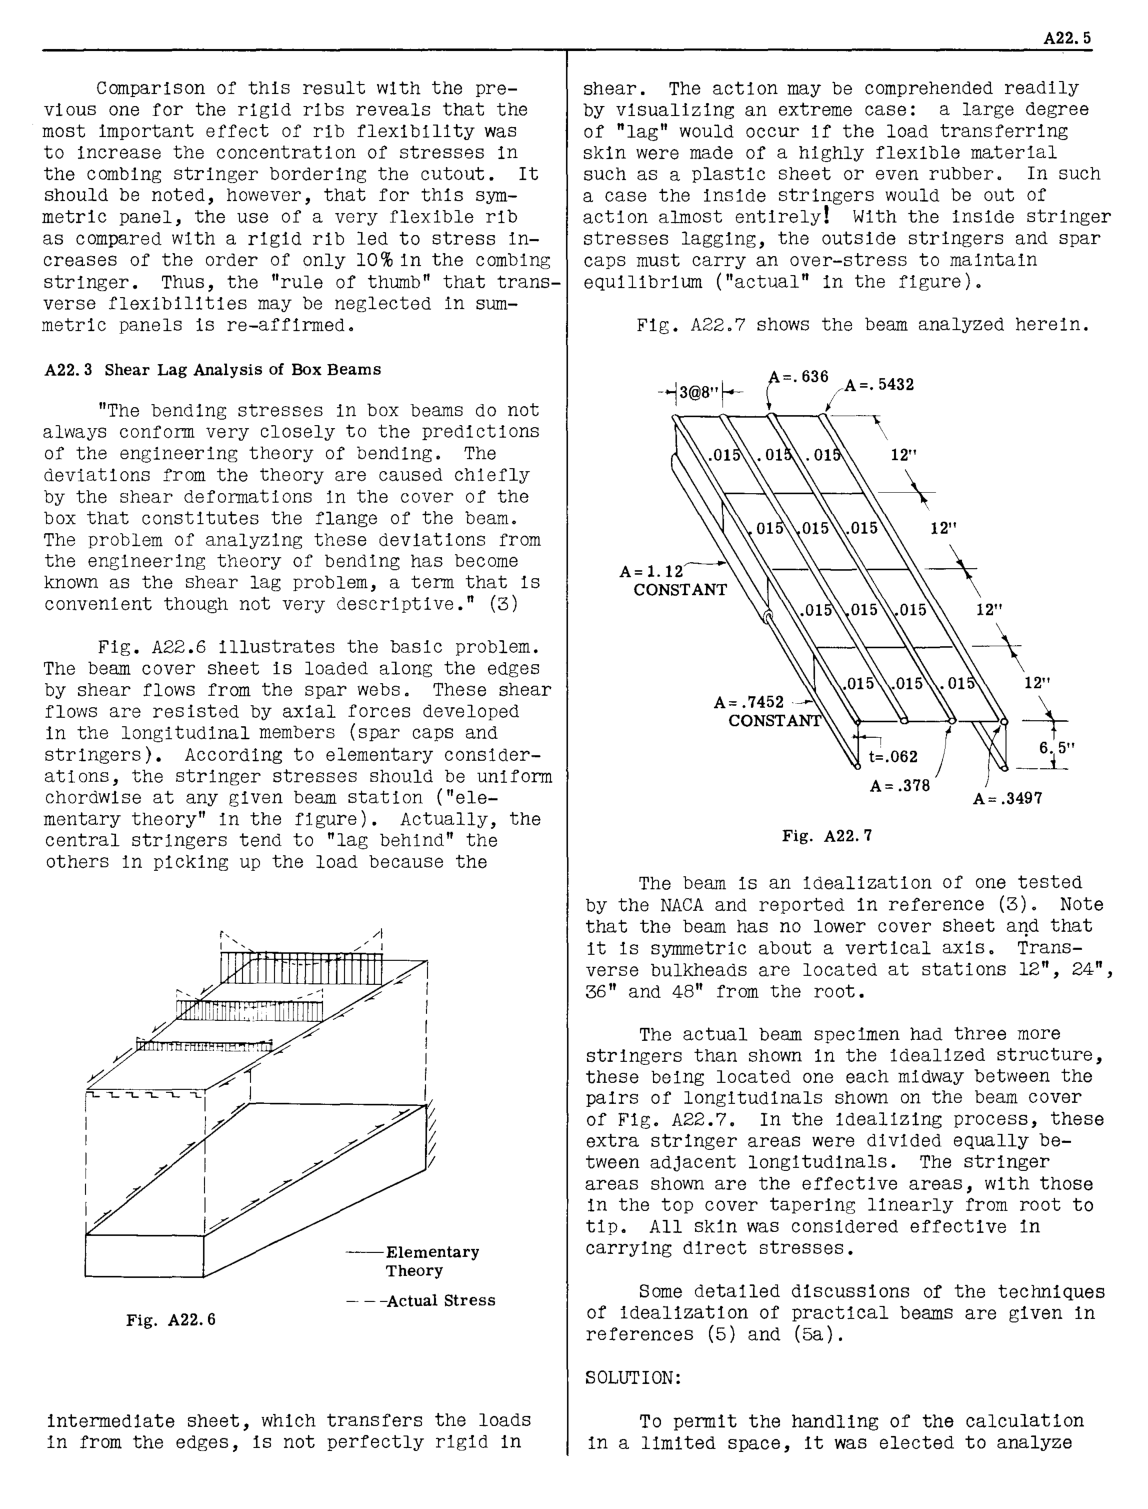 A22.5
Comparison of this result with the pre-
vious one for the rigid ribs reveals that the
most important effect of rib flexibility was
to increase the concentration of stresses in
the combing stringer bordering the cutout. It
should be noted, however, that for this sym-
metric panel, the use of a very flexible rib
as compared with a rigid rib led to stress in-
creases of the order of only 10% in the combing
stringer. Thus, the "rule of thumb" that trans-
verse flexibilities may be neglected in sum-
metric panels is re-affirmed.
A22.3 Shear Lag Analysis of Box Beams
"The bending stresses in box beams do not
always conform very closely to the predictions
of the engineering theory of bending. The
deviations from the theory are caused chiefly
by the shear deformations in the cover of the
box that constitutes the flange of the beam.
The problem of analyzing these deviations from
the engineering theory of bending has become
known as the shear lag problem, a term that is
convenient though not very descriptive." (3)
Fig. A22.6 illustrates the basic problem.
The beam cover sheet is loaded along the edges
by shear flows from the spar webs. These shear
flows are resisted by axial forces developed
in the longitudinal members (spar caps and
stringers). According to elementary consider-
ations, the stringer stresses should be uniform
chordwise at any given beam station ("ele-
mentary theory" in the figure). Actually, the
central stringers tend to "lag behind" the
others in picking up the load because the
Elementary
Theory
Actual Stress
Fig. A22.6
intermediate sheet, which transfers the loads
in from the edges, is not perfectly rigid in
shear. The action may be comprehended readily
by visualizing an extreme case: a large degree
of "lag" would occur if the load transferring
skin were made of a highly flexible material
such as a plastic sheet or even rubber. In such
a case the inside stringers would be out of
action almost entirely! With the inside stringer
stresses lagging, the outside stringers and spar
caps must carry an over-stress to maintain
equilibrium ("actual" in the figure).
Fig. A22.7 shows the beam analyzed herein.
3@8"
A=.636
A=.5432
.015 .015 .015
12"
.015 .015 .015
12"
A=1.12
CONSTANT
.015 .015 .015
12"
.015 .015 .015
12"
A=.7452
CONSTANT
t=.062
6.5"
A=.378
A=.3497
Fig. A22.7
The beam is an idealization of one tested
by the NACA and reported in reference (3). Note
that the beam has no lower cover sheet and that
it is symmetric about a vertical axis. Trans-
verse bulkheads are located at stations 12", 24",
36" and 48" from the root.
The actual beam specimen had three more
stringers than shown in the idealized structure,
these being located one each midway between the
pairs of longitudinals shown on the beam cover
of Fig. A22.7. In the idealizing process, these
extra stringer areas were divided equally be-
tween adjacent longitudinals. The stringer
areas shown are the effective areas, with those
in the top cover tapering linearly from root to
tip. All skin was considered effective in
carrying direct stresses.
Some detailed discussions of the techniques
of idealization of practical beams are given in
references (5) and (5a).
SOLUTION:
To permit the handling of the calculation
in a limited space, it was elected to analyze